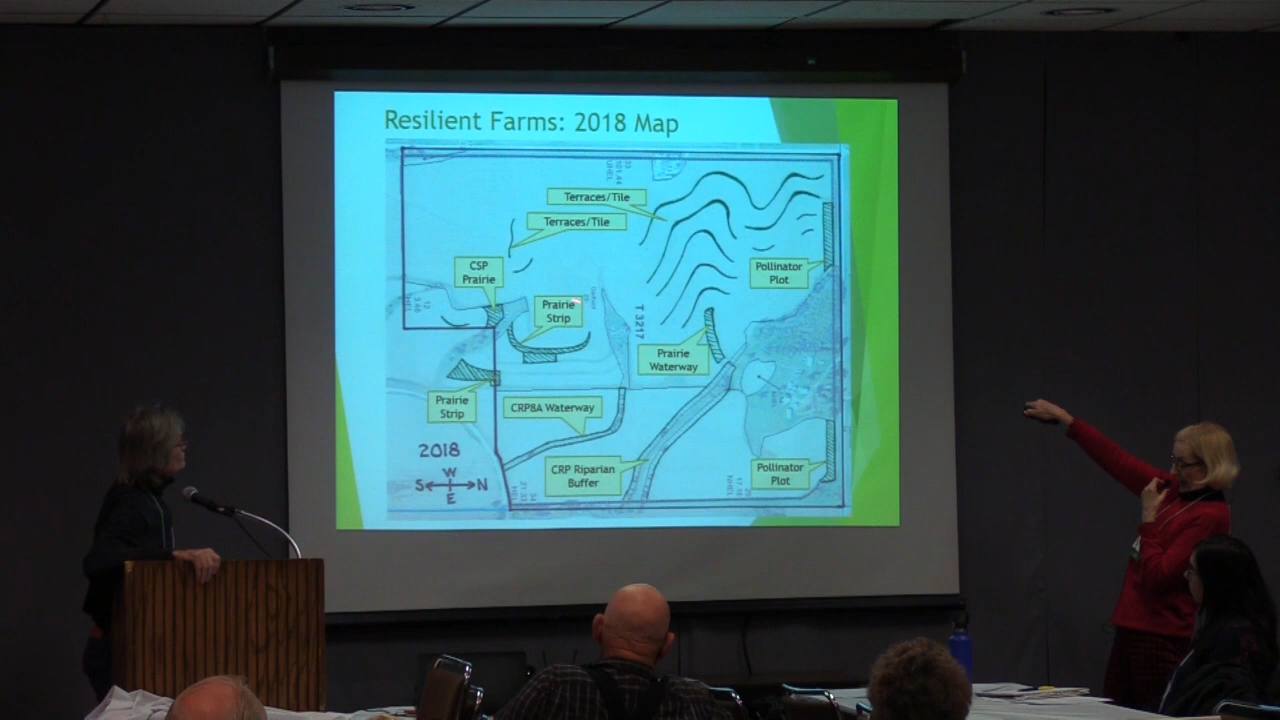 Resilient Farms: 2018 Map
Terraces/Tile
Terraces/Tile
CSP
Prairie
Pollinator
Plot
Prairie
Strip
T 3217
Prairie
Waterway
Prairie
Strip
CRP8A Waterway
2018
W
S N
E
CRP Riparian
Buffer
Pollinator
Plot